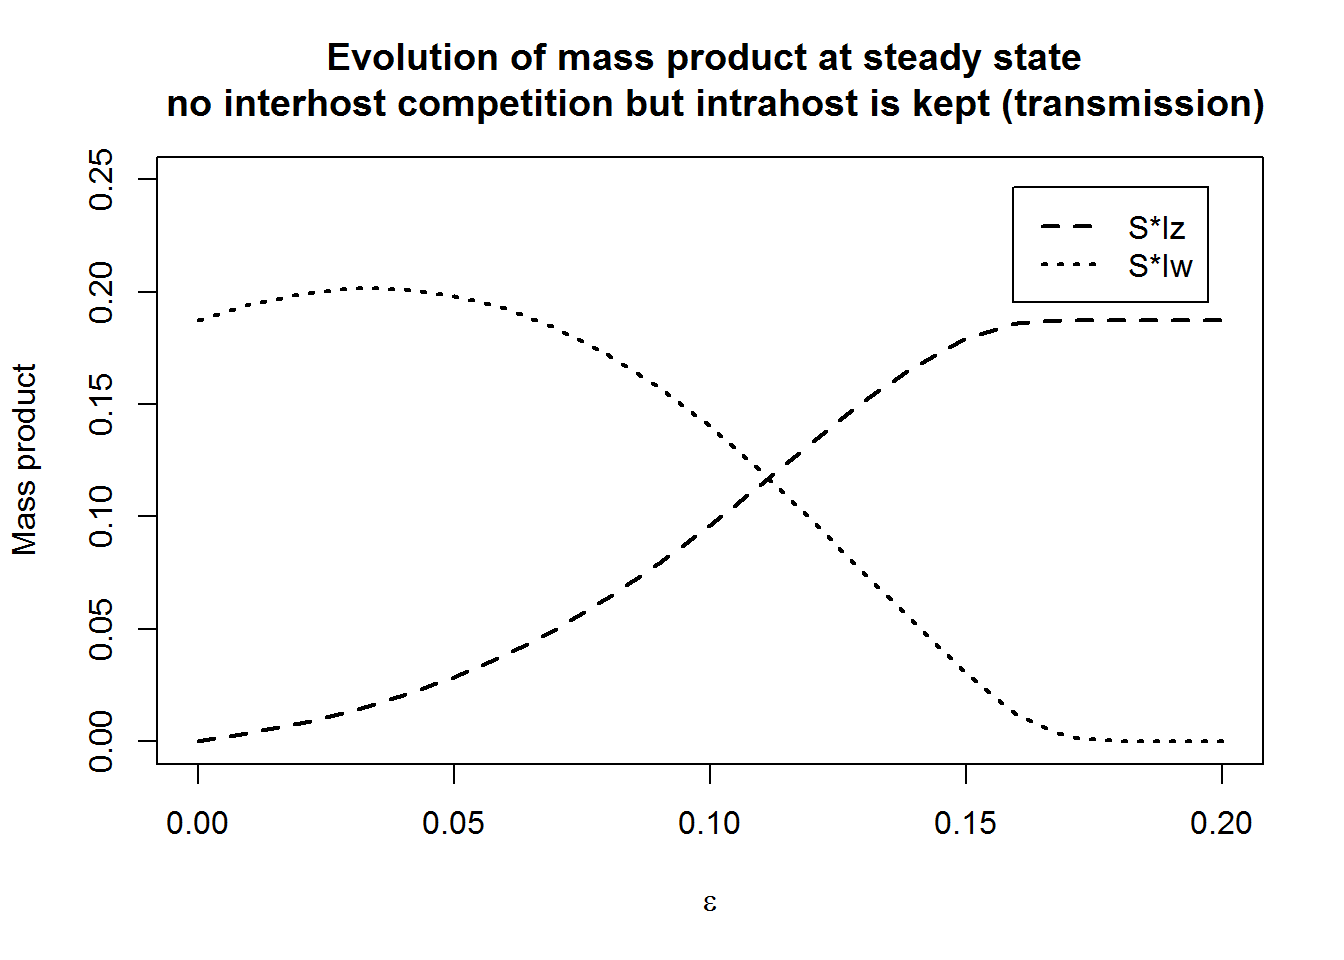 Evolution of mass product at steady state
no interhost competition but intrahost is kept (transmission)
Mass product
0.25
0.20
0.15
0.10
0.05
0.00
S*Iz
S*Iw
0.00 0.05 0.10 0.15 0.20
ε